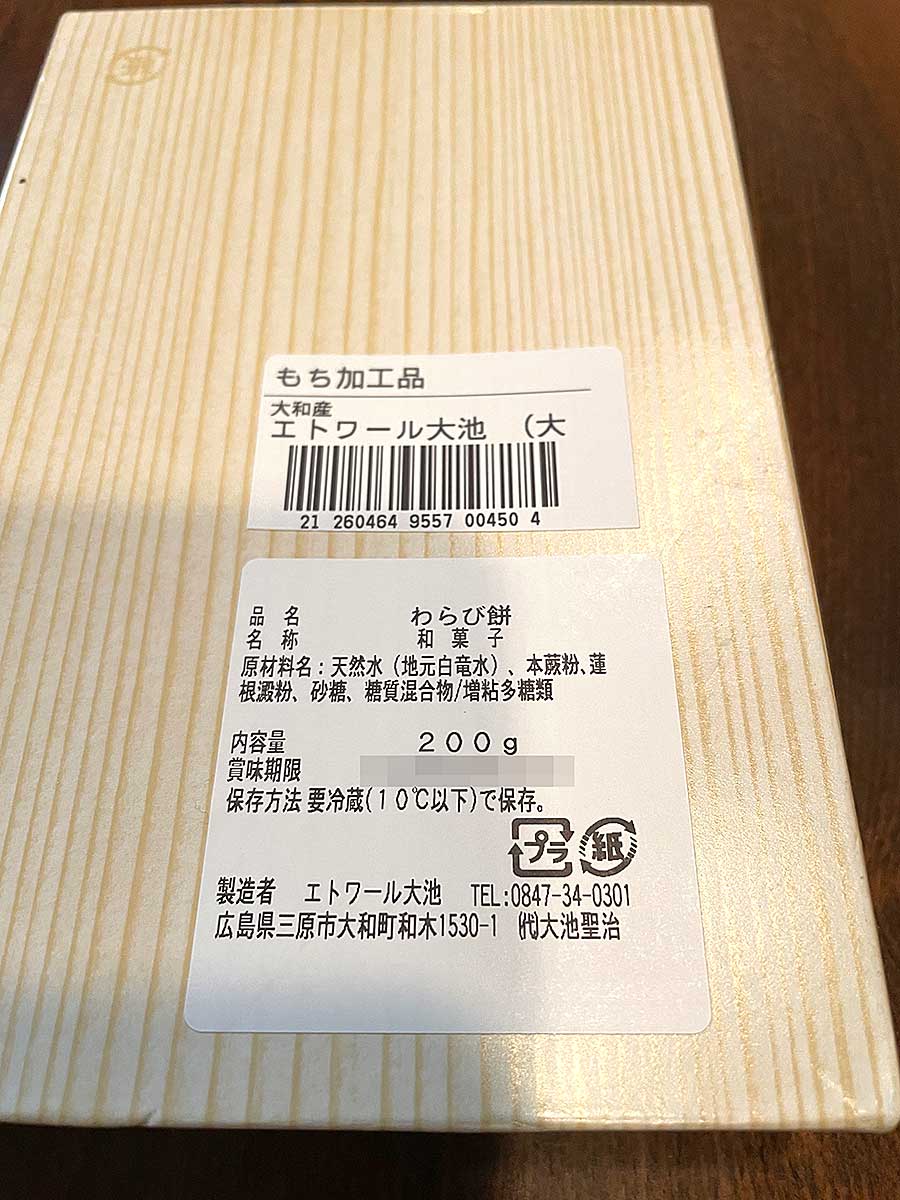 紙
もち加工品
大和産
エトワール大池 (大
21 260464 9557 00450 4
品名 わらび餅
名称 和菓子
原材料名:天然水(地元白竜水)、本蕨粉、蓮
根澱粉、砂糖、糖質混合物/増粘多糖類
内容量 200g
賞味期限
保存方法 要冷蔵(10℃以下)で保存。
プラ 紙
製造者 エトワール大池 TEL:0847-34-0301
広島県三原市大和町和木1530-1 ㈹大池聖治